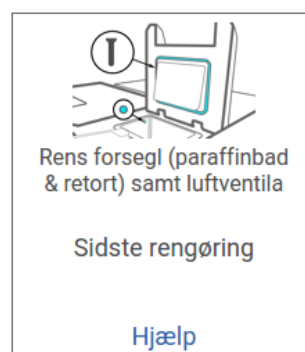 Rens forsegl (paraffinbad
& retort) samt luftventila
Sidste rengøring
Hjælp